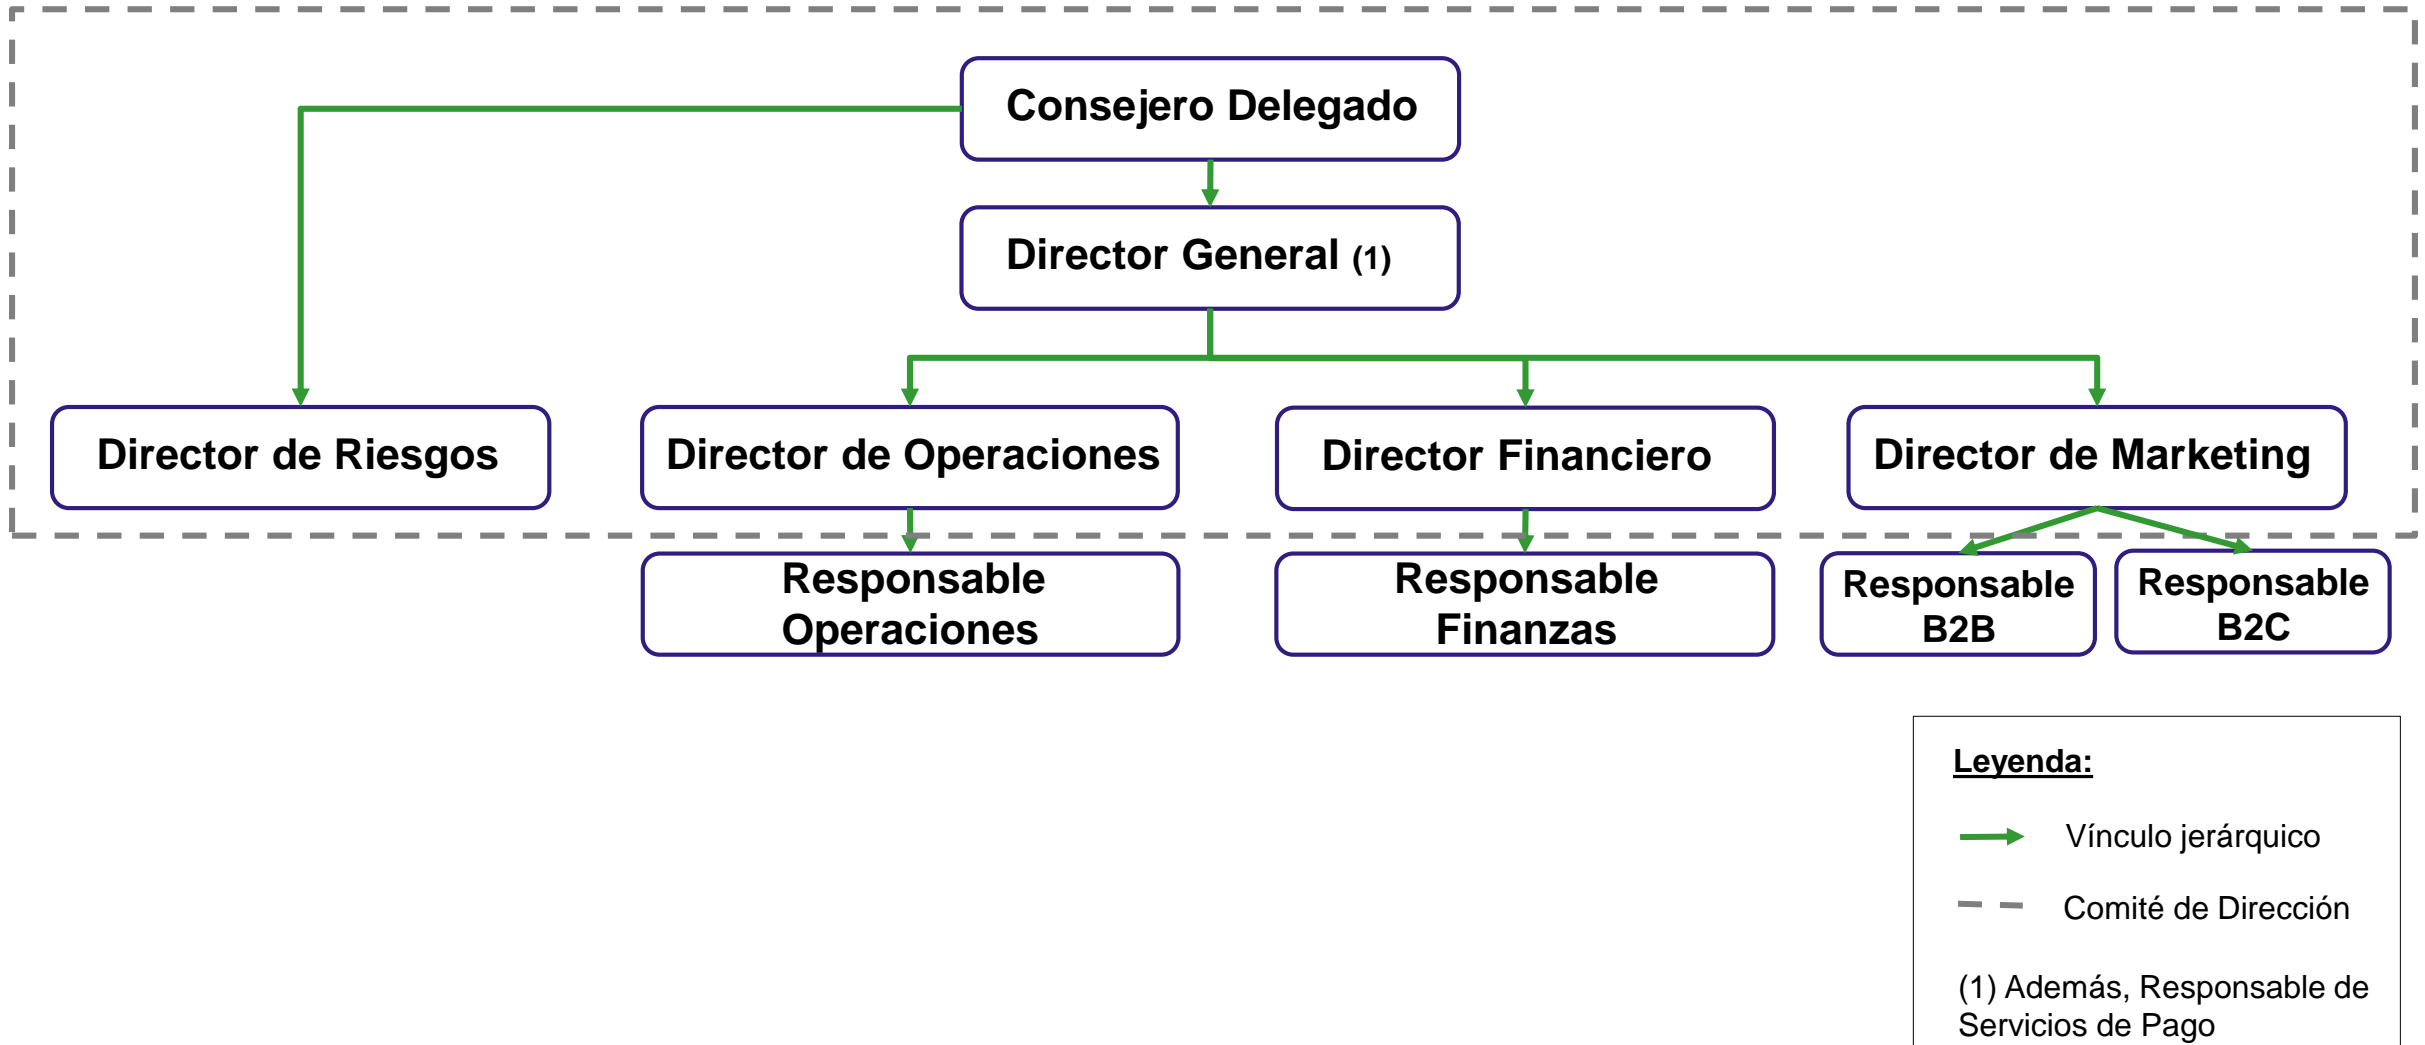 Consejero Delegado
Director General (1)
Director de Riesgos
Director de Operaciones
Director Financiero
Director de Marketing
Responsable
Operaciones
Responsable
Finanzas
Responsable
B2B
Responsable
B2C
Leyenda:
Vínculo jerárquico
Comité de Dirección
(1) Además, Responsable de
Servicios de Pago